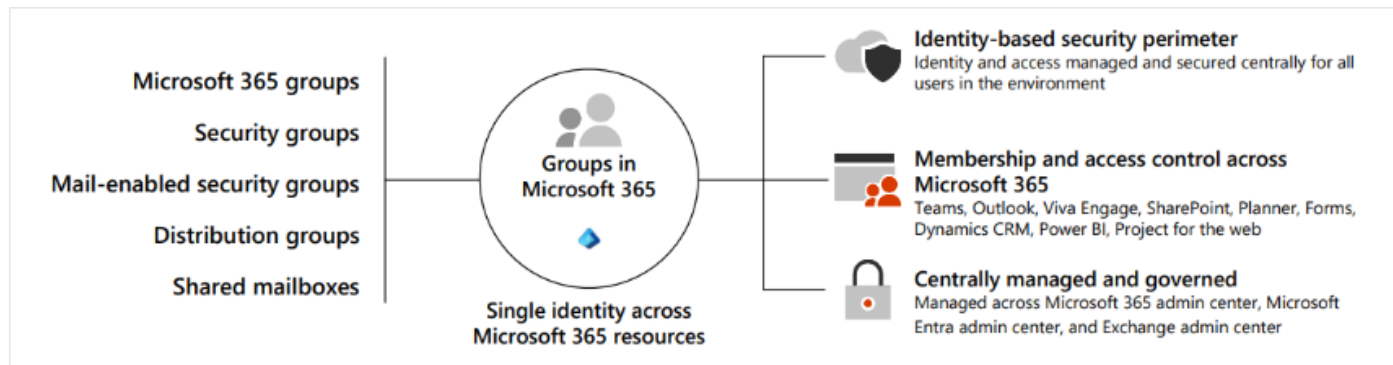 Microsoft 365 groups
Security groups
Mail-enabled security groups
Distribution groups
Shared mailboxes
Groups in
Microsoft 365
Single identity across
Microsoft 365 resources
Identity-based security perimeter
Identity and access managed and secured centrally for all
users in the environment
Membership and access control across
Microsoft 365
Teams, Outlook, Viva Engage, SharePoint, Planner, Forms,
Dynamics CRM, Power BI, Project for the web
Centrally managed and governed
Managed across Microsoft 365 admin center, Microsoft
Entra admin center, and Exchange admin center